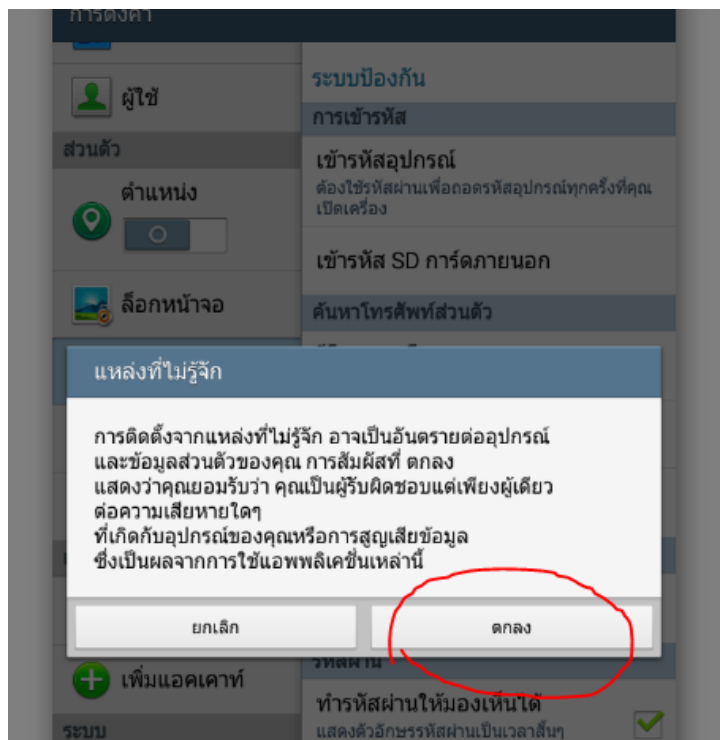 การตั้งค่า
ผู้ใช้
ส่วนตัว
ตำแหน่ง
ล็อกหน้าจอ
ระบบป้องกัน
การเข้ารหัส
เข้ารหัสอุปกรณ์
ต้องใช้รหัสผ่านเพื่อถอดรหัสอุปกรณ์ทุกครั้งที่คุณ
เปิดเครื่อง
เข้ารหัส SD การ์ดภายนอก
ค้นหาโทรศัพท์ส่วนตัว
แหล่งที่ไม่รู้จัก
การติดตั้งจากแหล่งที่ไม่รู้จัก อาจเป็นอันตรายต่ออุปกรณ์
และข้อมูลส่วนตัวของคุณ การสัมผัสที่ ตกลง
แสดงว่าคุณยอมรับว่า คุณเป็นผู้รับผิดชอบแต่เพียงผู้เดียว
ต่อความเสียหายใดๆ
ที่เกิดกับอุปกรณ์ของคุณหรือการสูญเสียข้อมูล
ซึ่งเป็นผลจากการใช้แอพพลิเคชั่นเหล่านี้
ยกเลิก
ตกลง
รหัสผ่าน
เพิ่มแอคเคาท์
ระบบ
ทำรหัสผ่านให้มองเห็นได้
แสดงตัวอักษรรหัสผ่านเป็นเวลาสั้นๆ